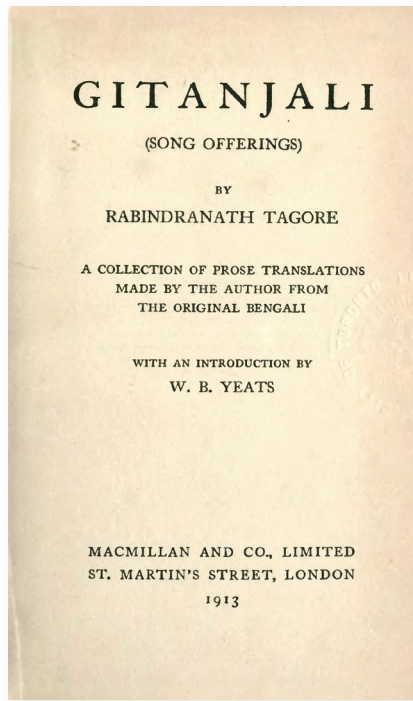 GITANJALI
(SONG OFFERINGS)
BY
RABINDRANATH TAGORE
A COLLECTION OF PROSE TRANSLATIONS
MADE BY THE AUTHOR FROM
THE ORIGINAL BENGALI
WITH AN INTRODUCTION BY
W. B. YEATS
MACMILLAN AND CO., LIMITED
ST. MARTIN'S STREET, LONDON
1913